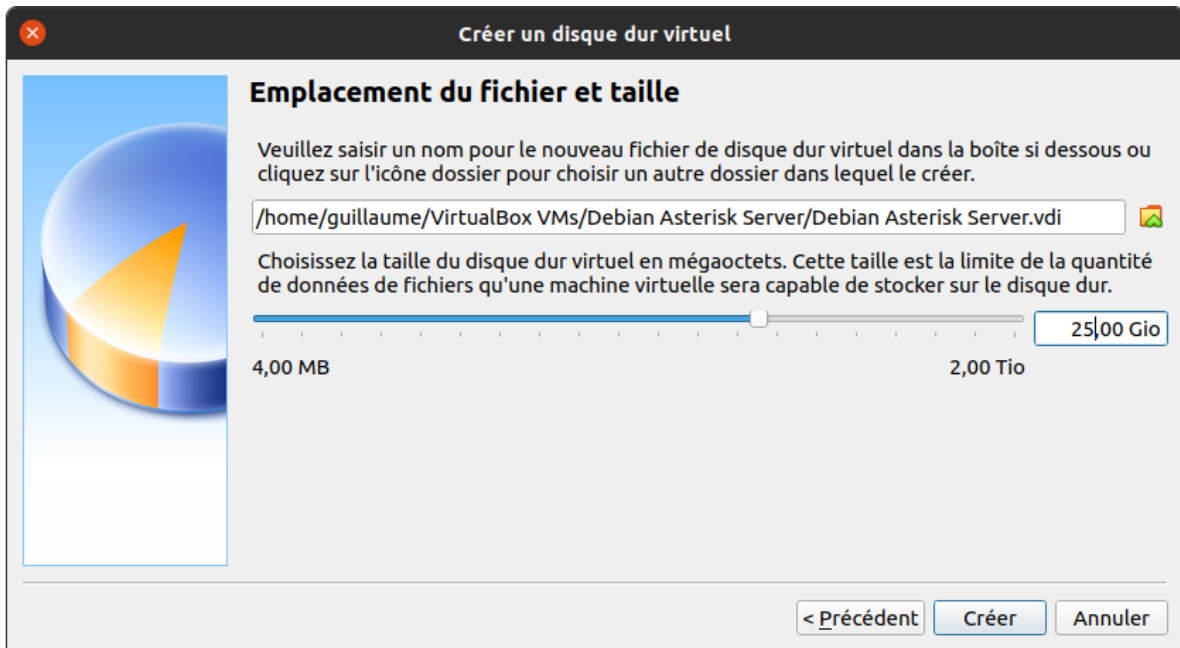 Créer un disque dur virtuel
Emplacement du fichier et taille
Veuillez saisir un nom pour le nouveau fichier de disque dur virtuel dans la boîte si dessous ou
cliquez sur l'icône dossier pour choisir un autre dossier dans lequel le créer.
/home/guillaume/VirtualBox VMs/Debian Asterisk Server/Debian Asterisk Server.vdi
Choisissez la taille du disque dur virtuel en mégaoctets. Cette taille est la limite de la quantité
de données de fichiers qu'une machine virtuelle sera capable de stocker sur le disque dur.
25,00 Gio
4,00 MB 2,00 Tio
< Précédent Créer Annuler